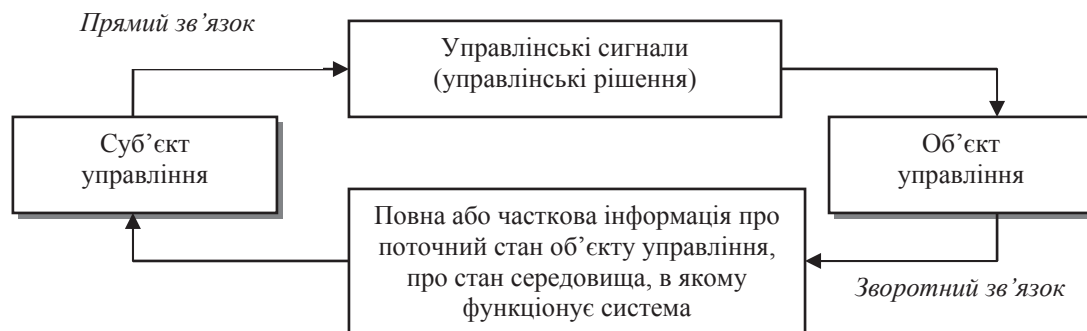 Прямий зв’язок
Управлінські сигнали
(управлінські рішення)
Суб’єкт
управління
Об’єкт
управління
Повна або часткова інформація про
поточний стан об’єкту управління,
про стан середовища, в якому
функціонує система
Зворотний зв’язок